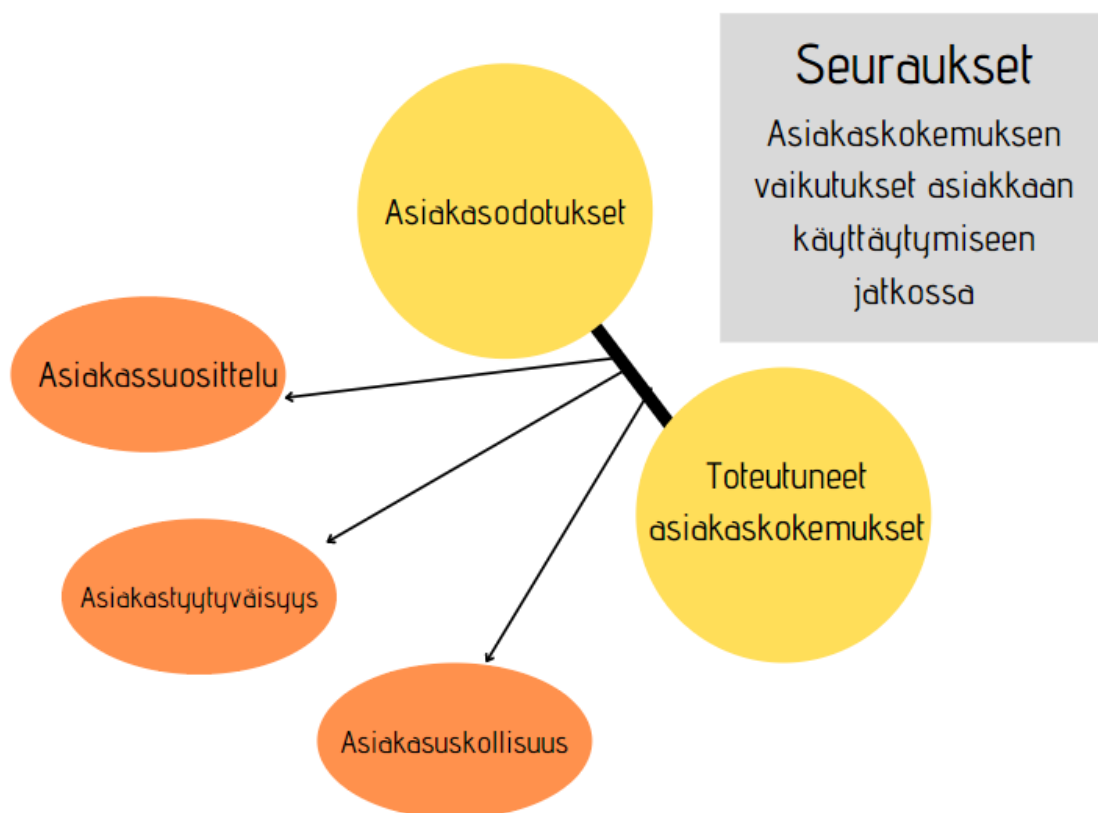 Seuraukset
Asiakaskokemuksen
vaikutukset asiakkaan
käyttäytymiseen
jatkossa
Asiakasodotukset
Asiakassuosittelu
Toteutuneet
asiakaskokemukset
Asiakastyytyväisyys
Asiakasuskollisuus